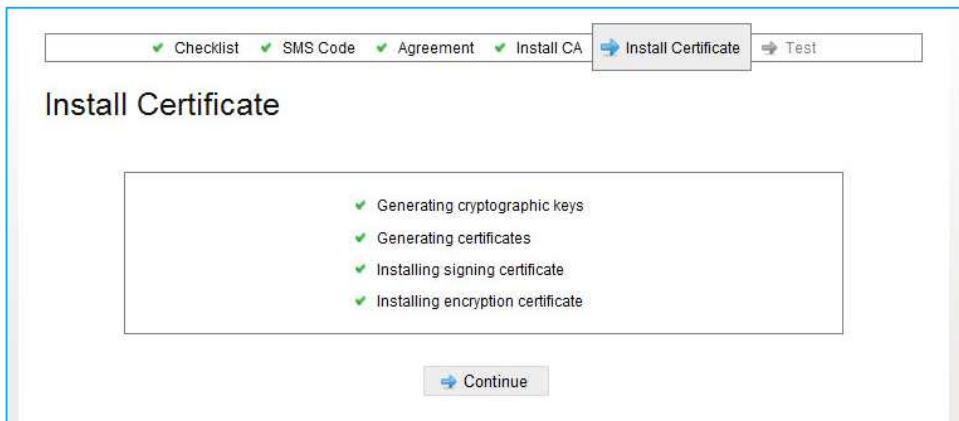 Checklist SMS Code Agreement Install CA Install Certificate Test
Install Certificate
Generating cryptographic keys
Generating certificates
Installing signing certificate
Installing encryption certificate
Continue